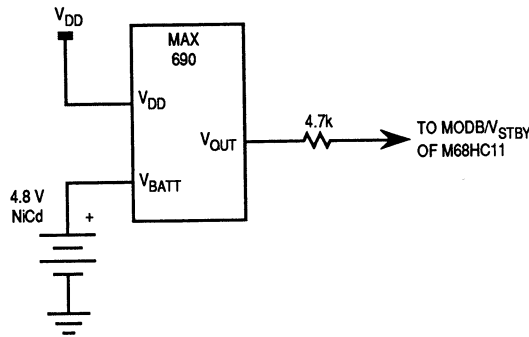 VDD
MAX
690
VDD
VOUT
4.7k
TO MODB/VSTBY
OF M68HC11
VBATT
4.8 V
NiCd
+